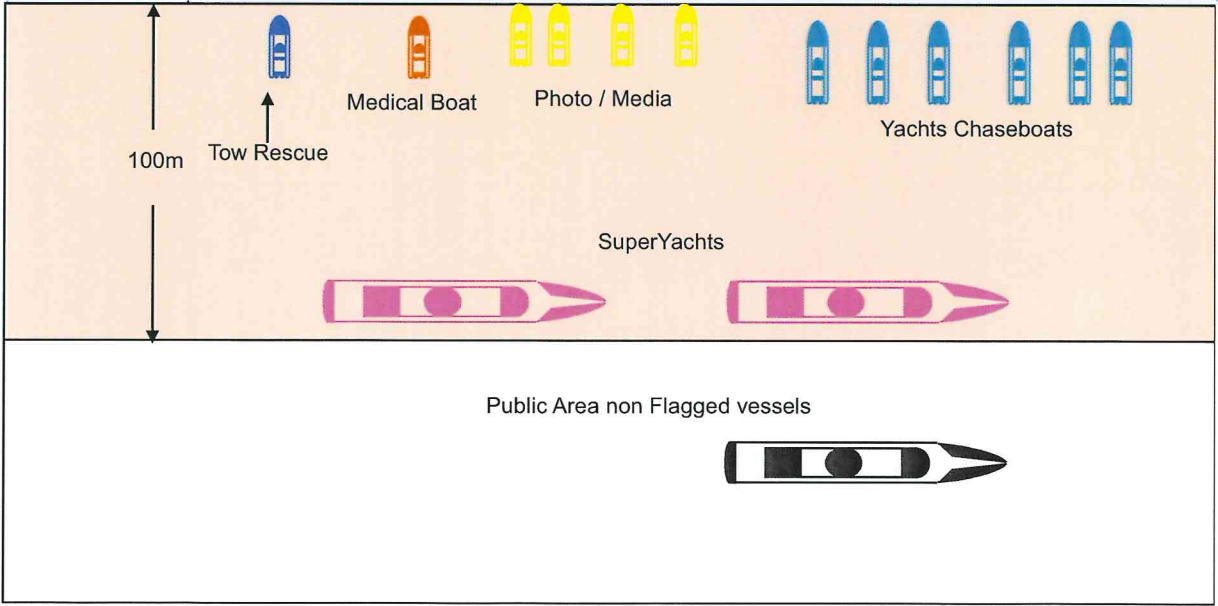 Medical Boat
Photo / Media
Yachts Chaseboats
100m
Tow Rescue
SuperYachts
Public Area non Flagged vessels